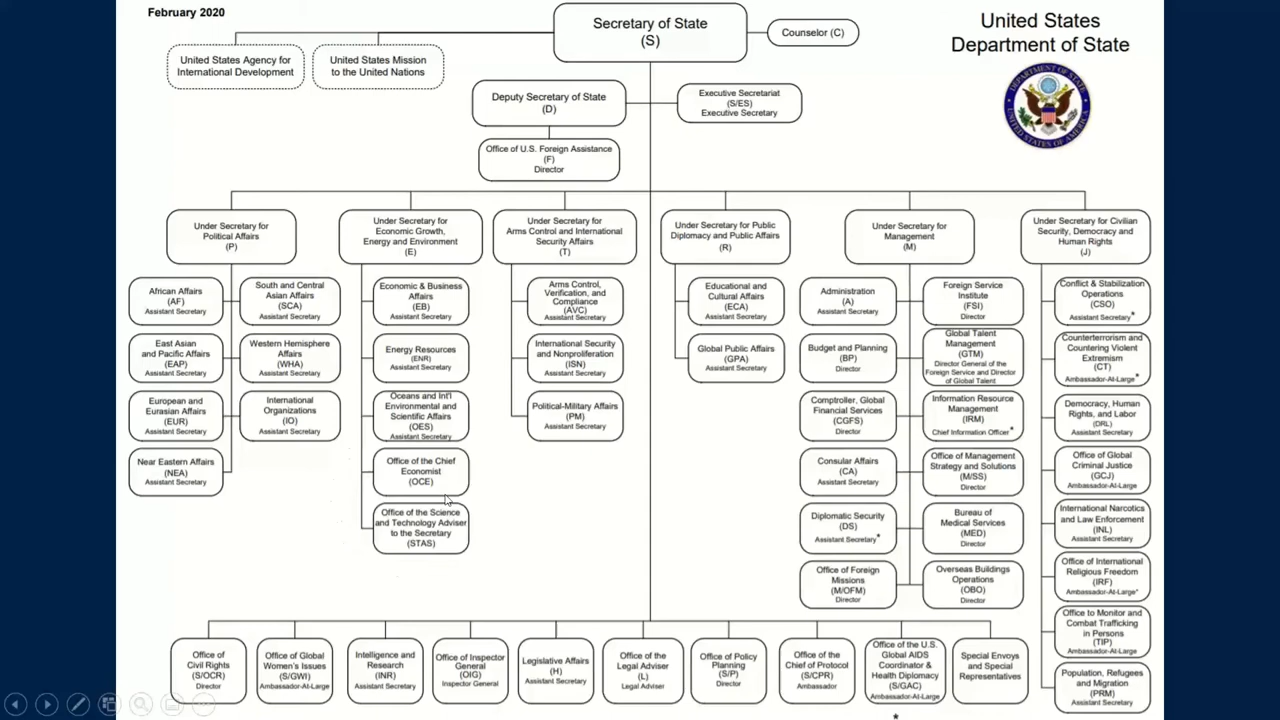 February 2020
United States
Department of State
DEPARTMENT OF STATE
UNITED STATES OF AMERICA
Secretary of State
(S)
Counselor (C)
United States Agency for
International Development
United States Mission
to the United Nations
Deputy Secretary of State
(D)
Executive Secretariat
(S/ES)
Executive Secretary
Office of U.S. Foreign Assistance
(F)
Director
Under Secretary for
Political Affairs
(P)
Under Secretary for
Economic Growth,
Energy and Environment
(E)
Under Secretary for
Arms Control and International
Security Affairs
(T)
Under Secretary for Public
Diplomacy and Public Affairs
(R)
Under Secretary for
Management
(M)
Under Secretary for Civilian
Security, Democracy and
Human Rights
(J)
African Affairs
(AF)
Assistant Secretary
South and Central
Asian Affairs
(SCA)
Assistant Secretary
East Asian
and Pacific Affairs
(EAP)
Assistant Secretary
Western Hemisphere
Affairs
(WHA)
Assistant Secretary
European and
Eurasian Affairs
(EUR)
Assistant Secretary
International
Organizations
(IO)
Assistant Secretary
Near Eastern Affairs
(NEA)
Assistant Secretary
Economic & Business
Affairs
(EB)
Assistant Secretary
Energy Resources
(ENR)
Assistant Secretary
Oceans and Int'l
Environmental and
Scientific Affairs
(OES)
Assistant Secretary
Office of the Chief
Economist
(OCE)
Office of the Science
and Technology Adviser
to the Secretary
(STAS)
Arms Control,
Verification, and
Compliance
(AVC)
Assistant Secretary
International Security
and Nonproliferation
(ISN)
Assistant Secretary
Political-Military Affairs
(PM)
Assistant Secretary
Educational and
Cultural Affairs
(ECA)
Assistant Secretary
Global Public Affairs
(GPA)
Assistant Secretary
Administration
(A)
Assistant Secretary
Foreign Service
Institute
(FSI)
Director
Budget and Planning
(BP)
Director
Global Talent
Management
(GTM)
Director General of the
Foreign Service and Director
of Global Talent
Comptroller, Global
Financial Services
(CGFS)
Director
Information Resource
Management
(IRM)
Chief Information Officer*
Consular Affairs
(CA)
Assistant Secretary
Office of Management
Strategy and Solutions
(M/SS)
Director
Diplomatic Security
(DS)
Assistant Secretary*
Bureau of
Medical Services
(MED)
Director
Office of Foreign
Missions
(M/OFM)
Director
Overseas Buildings
Operations
(OBO)
Director
Conflict & Stabilization
Operations
(CSO)
Assistant Secretary*
Counterterrorism and
Countering Violent
Extremism
(CT)
Ambassador-At-Large*
Democracy, Human
Rights, and Labor
(DRL)
Assistant Secretary
Office of Global
Criminal Justice
(GCJ)
Ambassador-At-Large
International Narcotics
and Law Enforcement
(INL)
Assistant Secretary
Office of International
Religious Freedom
(IRF)
Ambassador-At-Large*
Office to Monitor and
Combat Trafficking
in Persons
(TIP)
Ambassador-At-Large
Population, Refugees
and Migration
(PRM)
Assistant Secretary
Office of
Civil Rights
(S/OCR)
Director
Office of Global
Women's Issues
(S/GWI)
Ambassador-At-Large
Intelligence and
Research
(INR)
Assistant Secretary
Office of Inspector
General
(OIG)
Inspector General
Legislative Affairs
(H)
Assistant Secretary
Office of the
Legal Adviser
(L)
Legal Adviser
Office of Policy
Planning
(S/P)
Director
Office of the
Chief of Protocol
(S/CPR)
Ambassador
Office of the U.S.
Global AIDS
Coordinator &
Health Diplomacy
(S/GAC)
Ambassador-At-Large
*
Special Envoys
and Special
Representatives